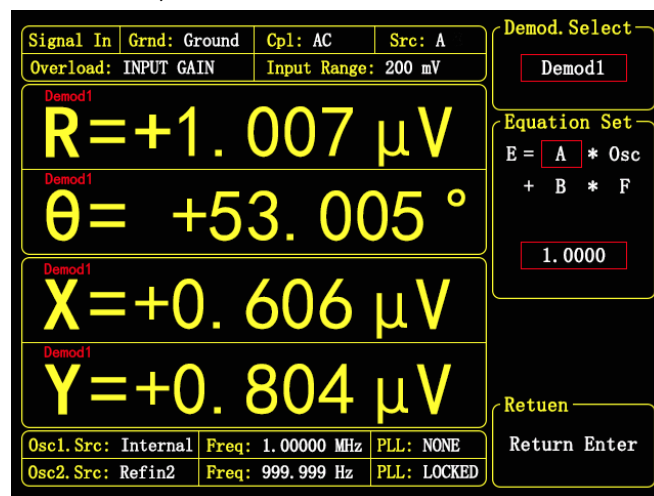 Signal In Grnd: Ground Cpl: AC Src: A
Overload: INPUT GAIN Input Range: 200 mV
Demod1
R=+1.007 μV
Demod1
θ= +53.005 °
Demod1
X=+0.606 μV
Demod1
Y=+0.804 μV
Osc1.Src: Internal Freq: 1.00000 MHz PLL: NONE
Osc2.Src: Refin2 Freq: 999.999 Hz PLL: LOCKED
Demod.Select
Demod1
Equation Set
E = A * Osc
+ B * F
1.0000
Retuen
Return Enter